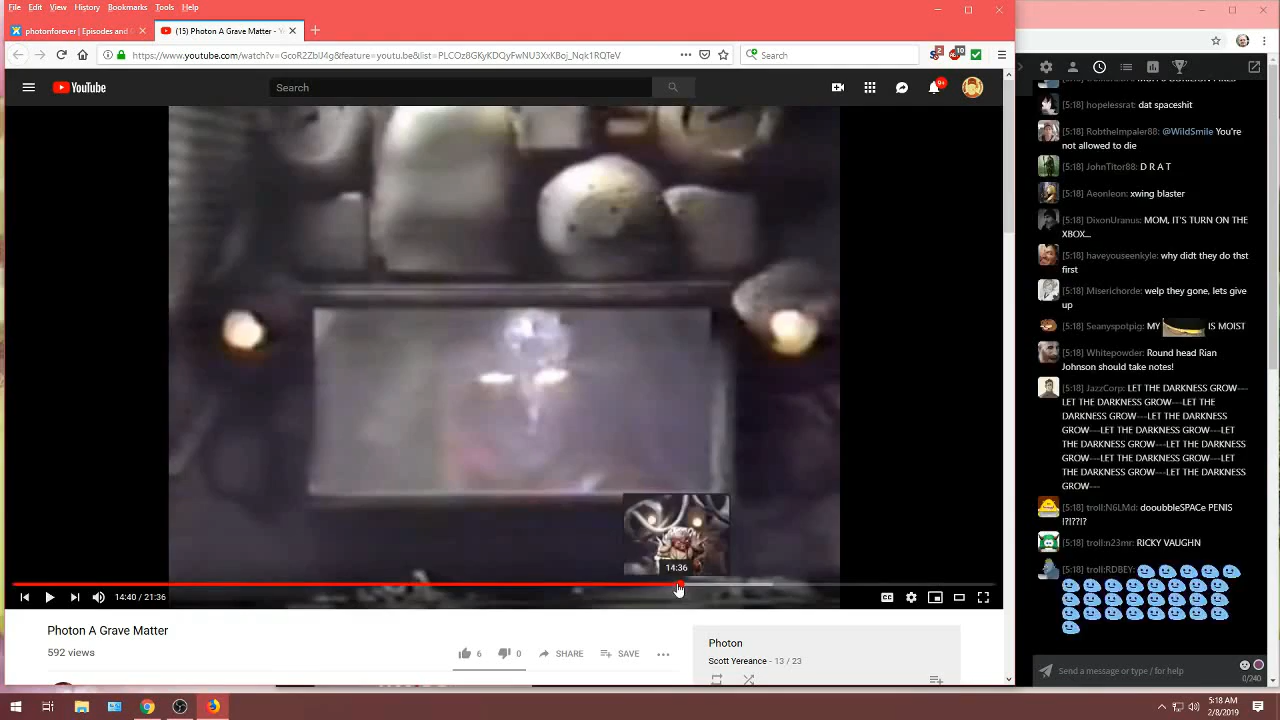 File Edit View History Bookmarks Tools Help
photonforever | Episodes and
(15) Photon A Grave Matter - Y
https://www.youtube.com/watch?v=GcoR2ZblJ4g&feature=youtu.be&list=PLCOz8GKyKDQyFwNU3XxKBoj_Nqk1RQTeV
Search
2
10
YouTube
Search
9+
14:36
14:40 / 21:36
CC
Photon A Grave Matter
592 views
6
0
SHARE
SAVE
Photon
Scott Yereance - 13 / 23
[5:18] hopelessrat: dat spaceshit
[5:18] RobtheImpaler88: @WildSmile You're
not allowed to die
[5:18] JohnTitor88: D R A T
[5:18] Aeonleon: xwing blaster
[5:18] DixonUranus: MOM, IT'S TURN ON THE
XBOX...
[5:18] haveyouseenkyle: why didt they do thst
first
[5:18] Miserichorde: welp they gone, lets give
up
[5:18] Seanyspotpig: MY IS MOIST
[5:18] Whitepowder: Round head Rian
Johnson should take notes!
[5:18] JazzCorp: LET THE DARKNESS GROW---
LET THE DARKNESS GROW---LET THE
DARKNESS GROW---LET THE DARKNESS
GROW---LET THE DARKNESS GROW---LET
THE DARKNESS GROW---LET THE DARKNESS
GROW---LET THE DARKNESS GROW---LET
THE DARKNESS GROW---LET THE DARKNESS
GROW---
[5:18] troll:N6LMd: dooubbleSPACe PENIS
!?!??!?
[5:18] troll:n23mr: RICKY VAUGHN
[5:18] troll:RDBEY:
Send a message or type / for help
0/240
5:18 AM
2/8/2019